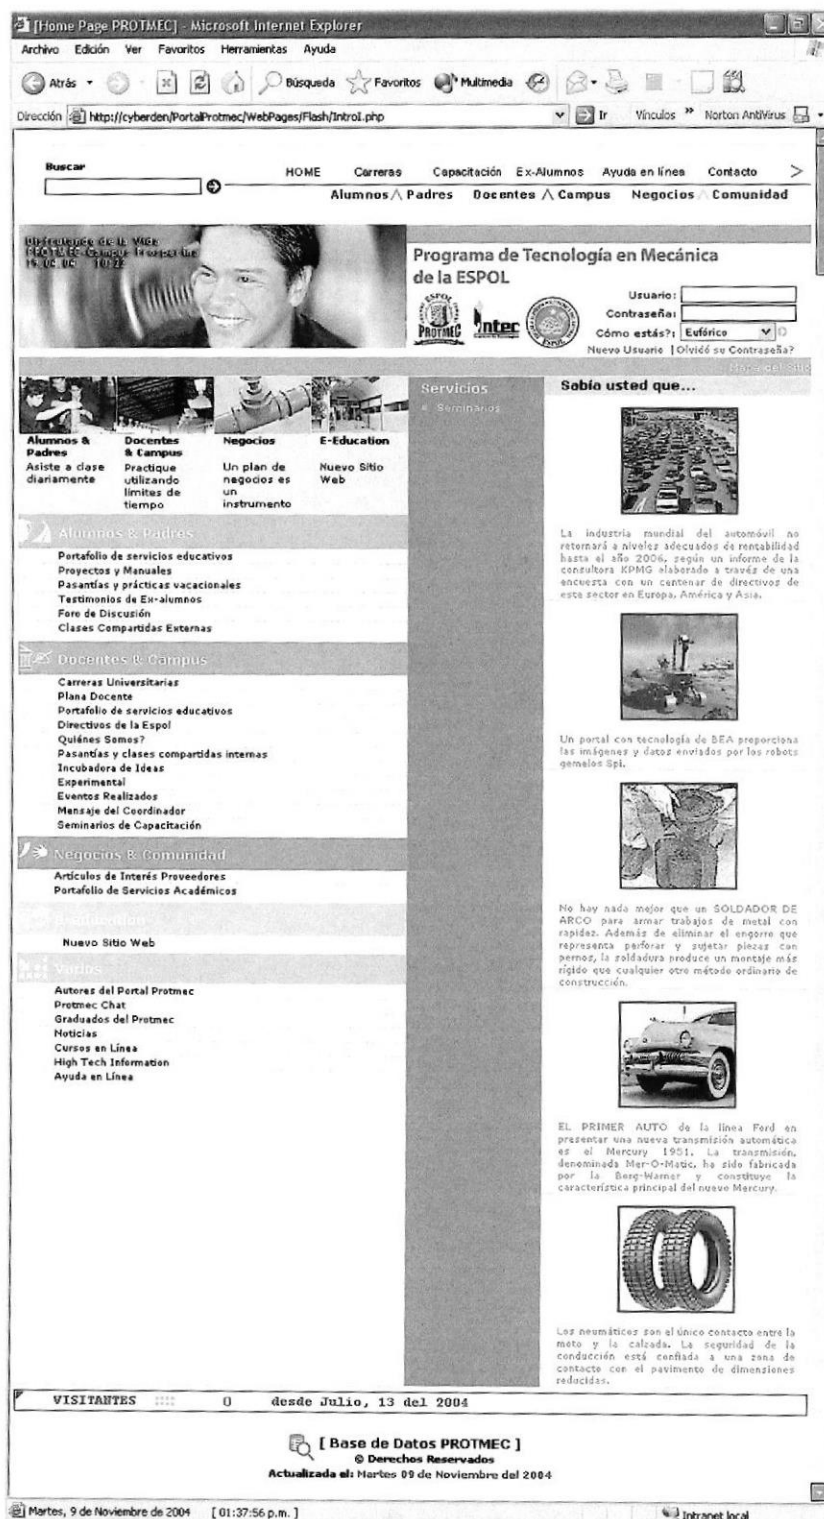 [Home Page PROTMEC] - Microsoft Internet Explorer
Archivo Edición Ver Favoritos Herramientas Ayuda
Atrás Búsqueda Favoritos Multimedia
Dirección http://cyberden/PortalProtmec/WebPages/Flash/IntroI.php Ir Vínculos » Norton AntiVirus
Buscar
HOME Carreras Capacitación Ex-Alumnos Ayuda en línea Contacto >
Alumnos Padres Docentes Campus Negocios Comunidad
Disfrutando de la Vida
PROTMEC-Campus Prosperina
Programa de Tecnología en Mecánica
de la ESPOL
ESPOL
PROTMEC
intec
ESPOL
Usuario:
Contraseña:
Cómo estás?: Eufórico
Nuevo Usuario | Olvidó su Contraseña?
Mapa del Sitio
Alumnos &
Padres
Asiste a clase
diariamente
Docentes
& Campus
Practique
utilizando
límites de
tiempo
Negocios
Un plan de
negocios es
un
instrumento
E-Education
Nuevo Sitio
Web
Alumnos & Padres
Portafolio de servicios educativos
Proyectos y Manuales
Pasantías y prácticas vacacionales
Testimonios de Ex-alumnos
Foro de Discusión
Clases Compartidas Externas
Docentes & Campus
Carreras Universitarias
Plana Docente
Portafolio de servicios educativos
Directivos de la Espol
Quiénes Somos?
Pasantías y clases compartidas internas
Incubadora de Ideas
Experimental
Eventos Realizados
Mensaje del Coordinador
Seminarios de Capacitación
Negocios & Comunidad
Artículos de Interés Proveedores
Portafolio de Servicios Académicos
Nuevo Sitio Web
Varios
Autores del Portal Protmec
Protmec Chat
Graduados del Protmec
Noticias
Cursos en Línea
High Tech Information
Ayuda en Línea
Servicios
Seminarios
Sabía usted que...
La industria mundial del automóvil no
retornará a niveles adecuados de rentabilidad
hasta el año 2006, según un informe de la
consultora KPMG elaborado a través de una
encuesta con un centenar de directivos de
este sector en Europa, América y Asia.
Un portal con tecnología de BEA proporciona
las imágenes y datos enviados por los robots
gemelos Spi.
No hay nada mejor que un SOLDADOR DE
ARCO para armar trabajos de metal con
rapidez. Además de eliminar el engorre que
representa perforar y sujetar piezas con
pernos, la soldadura produce un montaje más
rígido que cualquier otro método ordinario de
construcción.
EL PRIMER AUTO de la línea Ford en
presentar una nueva transmisión automática
es el Mercury 1951. La transmisión,
denominada Mer-O-Matic, ha sido fabricada
por la Borg-Warner y constituye la
característica principal del nuevo Mercury.
Los neumáticos son el único contacto entre la
moto y la calzada. La seguridad de la
conducción está confiada a una zona de
contacto con el pavimento de dimensiones
reducidas.
VISITANTES :::: 0 desde Julio, 13 del 2004
[ Base de Datos PROTMEC ]
© Derechos Reservados
Actualizada el: Martes 09 de Noviembre del 2004
Martes, 9 de Noviembre de 2004 [ 01:37:56 p.m. ] Intranet local